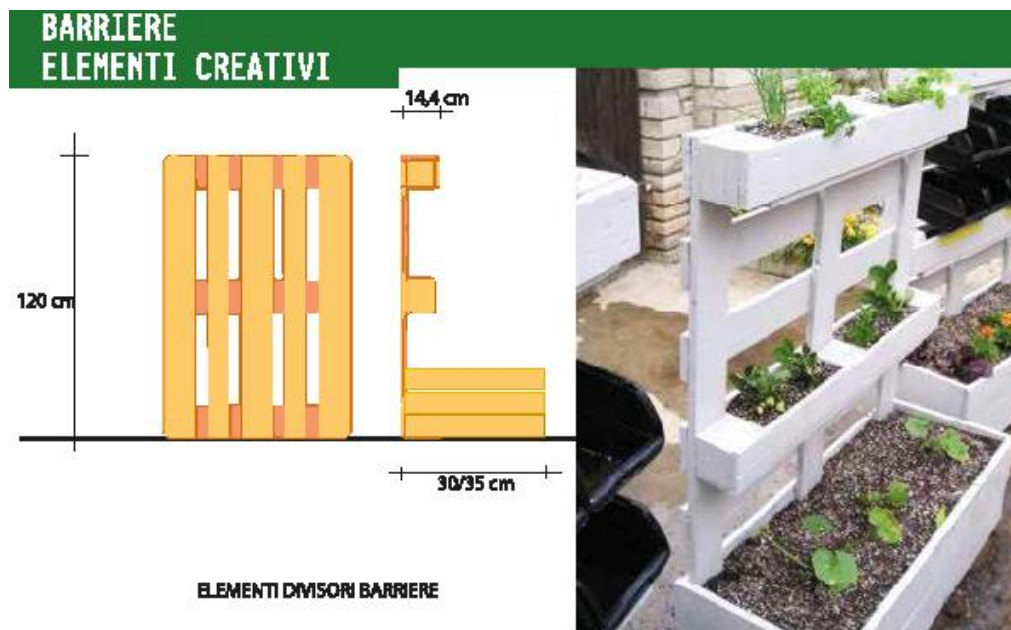 BARRIERE
ELEMENTI CREATIVI
14,4 cm
120 cm
30/35 cm
ELEMENTI DIVISORI BARRIERE